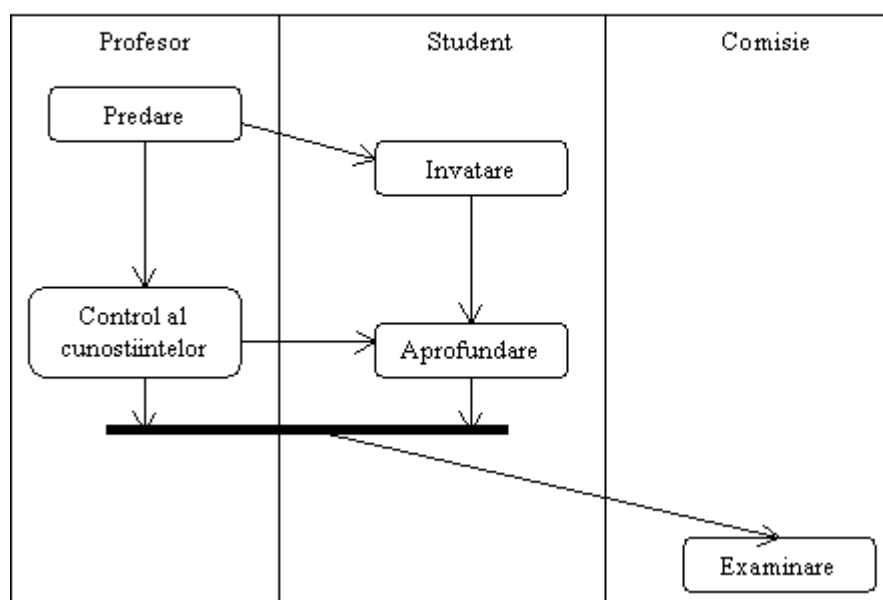 Profesor
Student
Comisie
Predare
Invatare
Control al
cunostiintelor
Aprofundare
Examinare